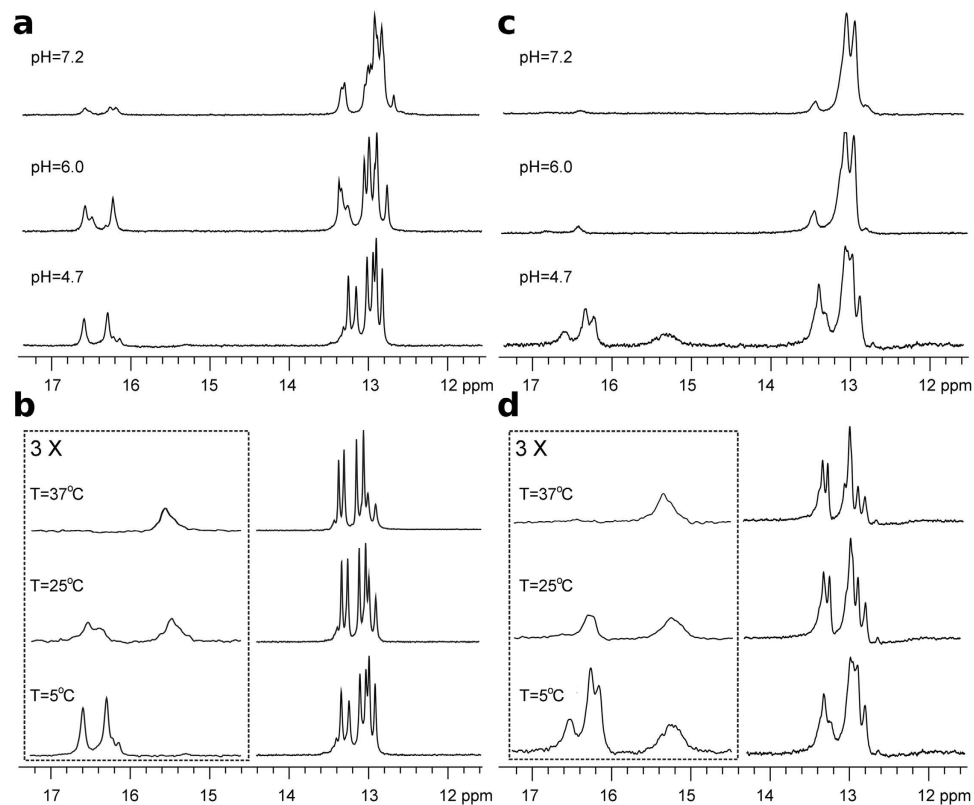 a
pH=7.2
pH=6.0
pH=4.7
17 16 15 14 13 12 ppm
c
pH=7.2
pH=6.0
pH=4.7
17 16 15 14 13 12 ppm
b
3 X
T=37°C
T=25°C
T=5°C
17 16 15 14 13 12 ppm
d
3 X
T=37°C
T=25°C
T=5°C
17 16 15 14 13 12 ppm